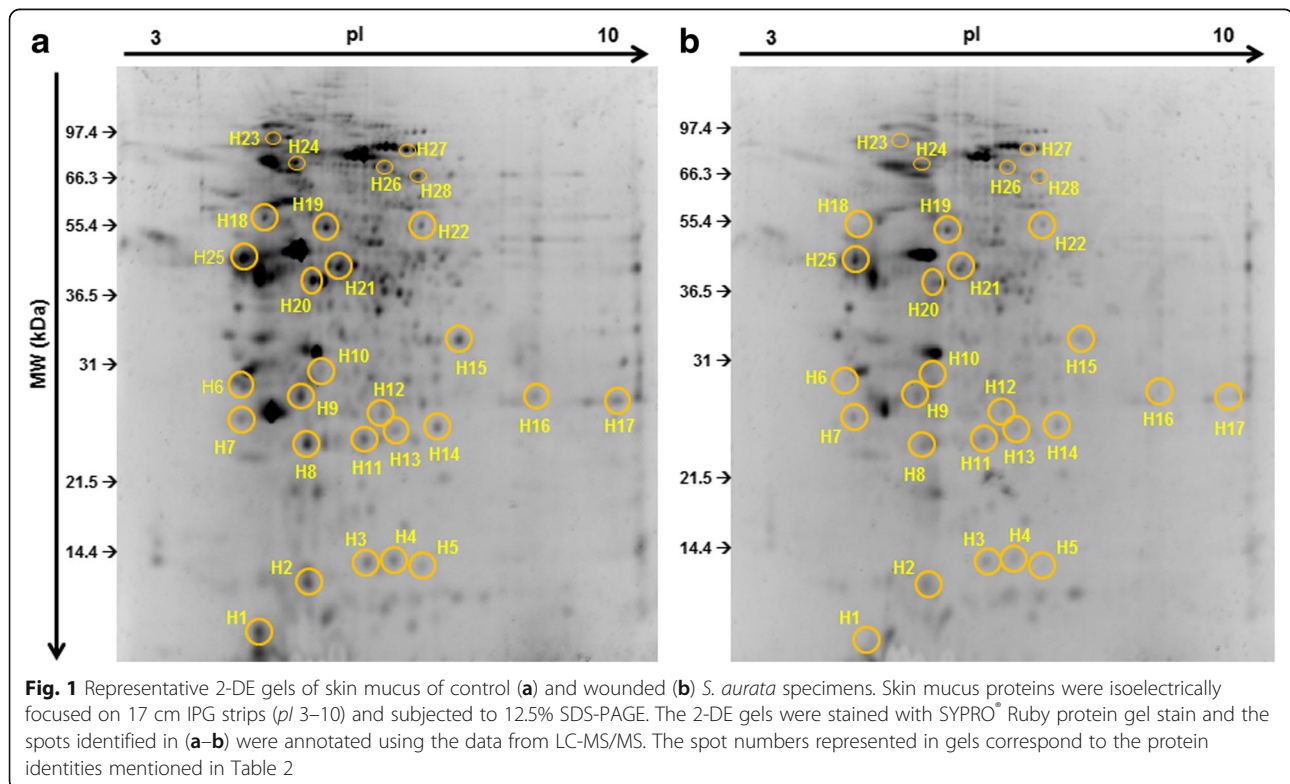 a 3 pI 10
b 3 pI 10
MW (kDa)
97.4→
66.3→
55.4→
36.5→
31→
21.5→
14.4→
H23
H24
H27
H26
H28
H18
H19
H22
H25
H21
H20
H15
H10
H6
H9
H12
H16
H17
H7
H8
H11
H13
H14
H3
H4
H5
H2
H1
97.4→
66.3→
55.4→
36.5→
31→
21.5→
14.4→
H23
H24
H27
H26
H28
H18
H19
H22
H25
H21
H20
H15
H10
H6
H9
H12
H16
H17
H7
H8
H11
H13
H14
H3
H4
H5
H2
H1
Fig. 1 Representative 2-DE gels of skin mucus of control (a) and wounded (b) S. aurata specimens. Skin mucus proteins were isoelectrically
focused on 17 cm IPG strips (pI 3–10) and subjected to 12.5% SDS-PAGE. The 2-DE gels were stained with SYPRO® Ruby protein gel stain and the
spots identified in (a–b) were annotated using the data from LC-MS/MS. The spot numbers represented in gels correspond to the protein
identities mentioned in Table 2